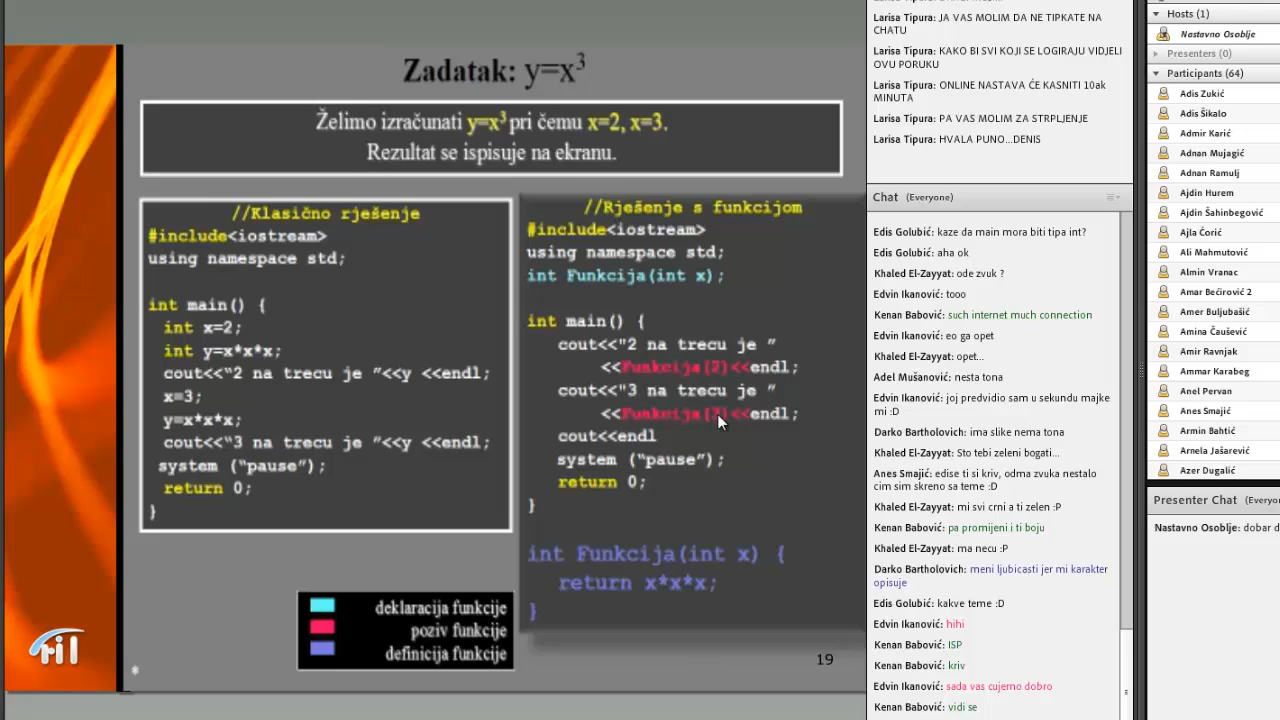 Zadatak: y=x³
Želimo izračunati y=x³ pri čemu x=2, x=3.
Rezultat se ispisuje na ekranu.
//Klasično rješenje
#include<iostream>
using namespace std;
int main() {
int x=2;
int y=x*x*x;
cout<<"2 na trecu je "<<y <<endl;
x=3;
y=x*x*x;
cout<<"3 na trecu je "<<y <<endl;
system ("pause");
return 0;
}
//Rješenje s funkcijom
#include<iostream>
using namespace std;
int Funkcija(int x);
int main() {
cout<<"2 na trecu je "
<<Funkcija(2)<<endl;
cout<<"3 na trecu je "
<<Funkcija(3)<<endl;
cout<<endl
system ("pause");
return 0;
}
int Funkcija(int x) {
return x*x*x;
}
deklaracija funkcije
poziv funkcije
definicija funkcije
ril
*
19
Larisa Tipura: JA VAS MOLIM DA NE TIPKATE NA
CHATU
Larisa Tipura: KAKO BI SVI KOJI SE LOGIRAJU VIDJELI
OVU PORUKU
Larisa Tipura: ONLINE NASTAVA ĆE KASNITI 10ak
MINUTA
Larisa Tipura: PA VAS MOLIM ZA STRPLJENJE
Larisa Tipura: HVALA PUNO...DENIS
Chat (Everyone)
Edis Golubić: kaze da main mora biti tipa int?
Edis Golubić: aha ok
Khaled El-Zayyat: ode zvuk ?
Edvin Ikanović: tooo
Kenan Babović: such internet much connection
Edvin Ikanović: eo ga opet
Khaled El-Zayyat: opet...
Adel Mušanović: nesta tona
Edvin Ikanović: joj predvidio sam u sekundu majke
mi :D
Darko Bartholovich: ima slike nema tona
Khaled El-Zayyat: Sto tebi zeleni bogati...
Anes Smajić: edise ti si kriv, odma zvuka nestalo
cim sim skreno sa teme :D
Khaled El-Zayyat: mi svi crni a ti zelen :P
Kenan Babović: pa promijeni i ti boju
Khaled El-Zayyat: ma necu :P
Darko Bartholovich: meni ljubicasti jer mi karakter
opisuje
Edis Golubić: kakve teme :D
Edvin Ikanović: hihi
Kenan Babović: ISP
Kenan Babović: kriv
Edvin Ikanović: sada vas cujemo dobro
Kenan Babović: vidi se
Hosts (1)
Nastavno Osoblje
Presenters (0)
Participants (64)
Adis Zukić
Adis Šikalo
Admir Karić
Adnan Mujagić
Adnan Ramulj
Ajdin Hurem
Ajdin Šahinbegović
Ajla Ćorić
Ali Mahmutović
Almin Vranac
Amar Bećirović 2
Amer Buljubašić
Amina Čaušević
Amir Ravnjak
Ammar Karabeg
Anel Pervan
Anes Smajić
Armin Bahtić
Arnela Jašarević
Azer Dugalić
Presenter Chat (Everyo
Nastavno Osoblje: dobar d